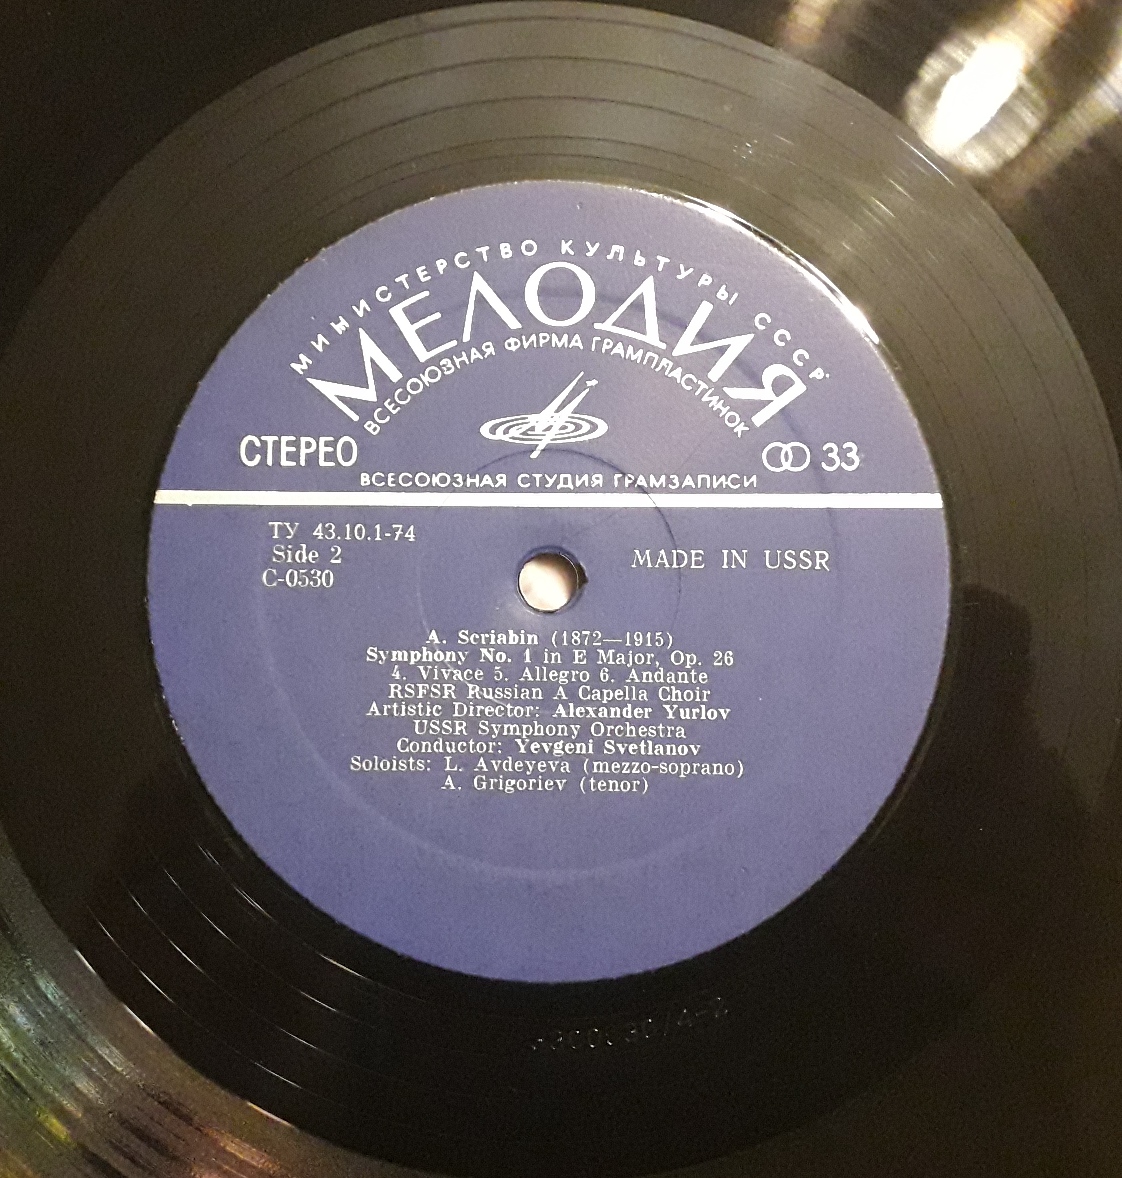 МИНИСТЕРСТВО КУЛЬТУРЫ СССР
МЕЛОДИЯ
ВСЕСОЮЗНАЯ ФИРМА ГРАМПЛАСТИНОК
СТЕРЕО
33
ВСЕСОЮЗНАЯ СТУДИЯ ГРАМЗАПИСИ
ТУ 43.10.1-74
Side 2
MADE IN USSR
C-0530
A. Scriabin (1872—1915)
Symphony No. 1 in E Major, Op. 26
4. Vivace 5. Allegro 6. Andante
RSFSR Russian A Capella Choir
Artistic Director: Alexander Yurlov
USSR Symphony Orchestra
Conductor: Yevgeni Svetlanov
Soloists: L. Avdeyeva (mezzo-soprano)
A. Grigoriev (tenor)